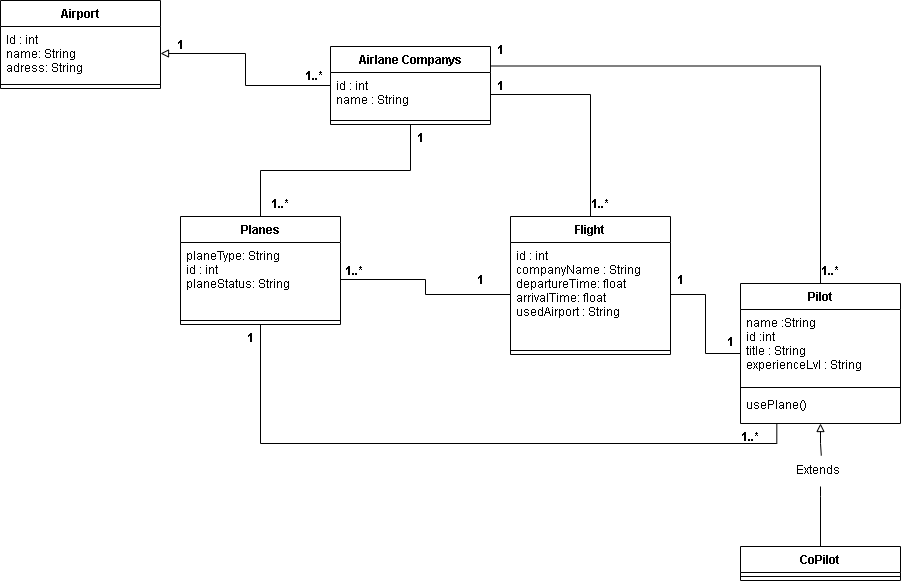 Airport
Id : int
name: String
adress: String
1
1..*
Airlane Companys
id : int
name : String
1
1
1
1..*
1..*
1..*
Planes
planeType: String
id : int
planeStatus: String
1..*
1
1
Flight
id : int
companyName : String
departureTime: float
arrivalTime: float
usedAirport : String
1
1
Pilot
name :String
id :int
title : String
experienceLvl : String
usePlane()
1..*
Extends
CoPilot